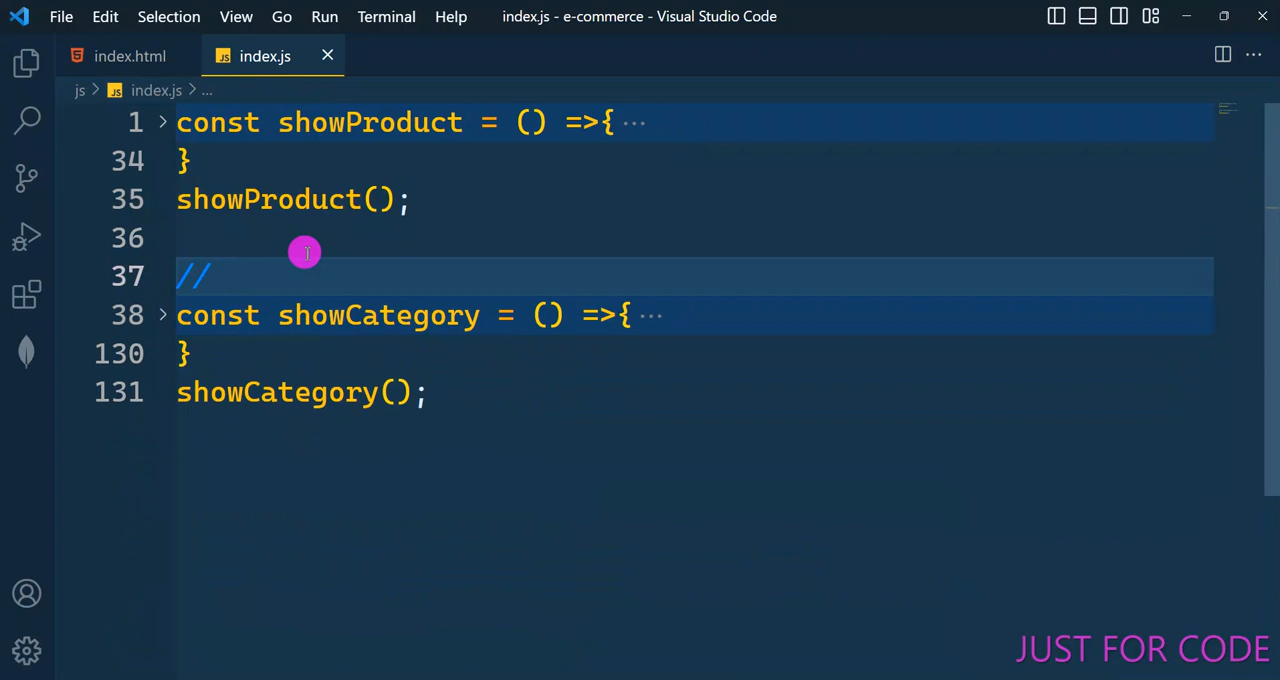 File Edit Selection View Go Run Terminal Help index.js - e-commerce - Visual Studio Code
index.html JS index.js
js > JS index.js > ...
1 const showProduct = () =>{ ···
34 }
35 showProduct();
36
37 //
38 const showCategory = () =>{ ···
130 }
131 showCategory();
JUST FOR CODE